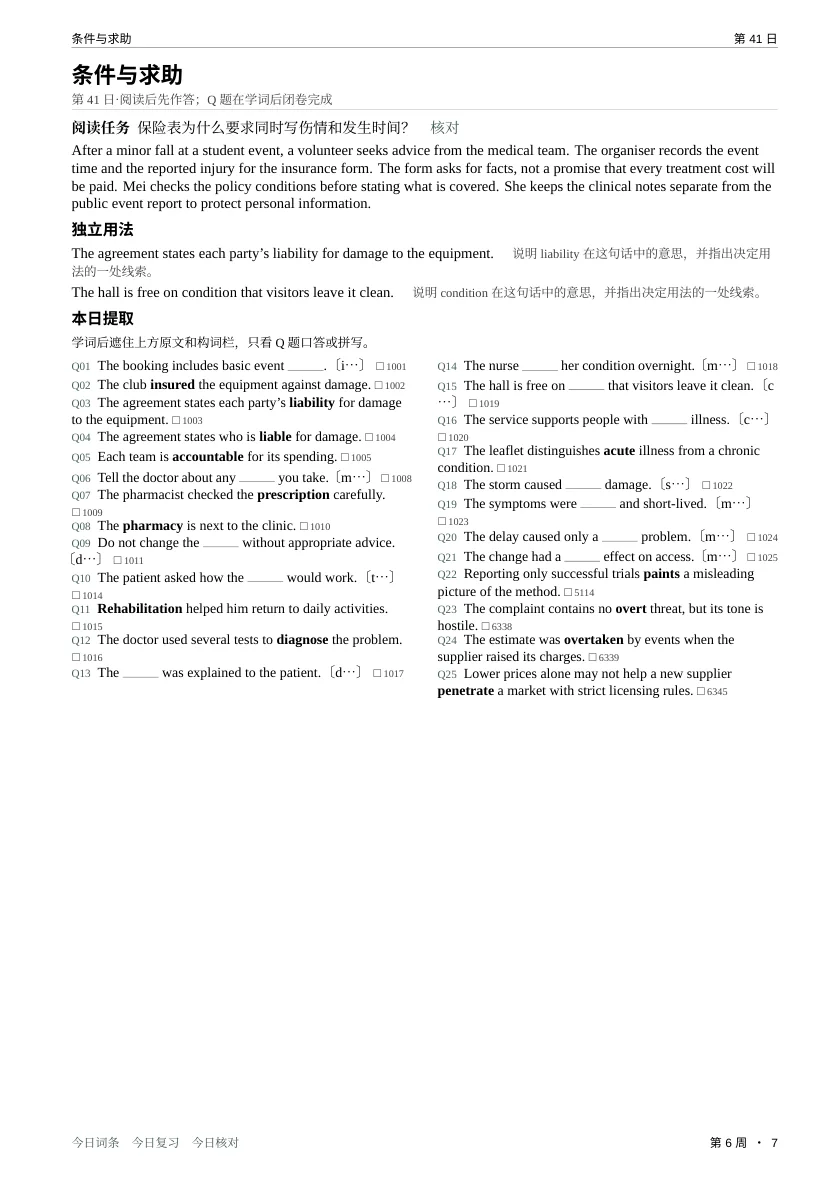 条件与求助 第 41 日
条件与求助
第 41 日·阅读后先作答；Q 题在学词后闭卷完成
阅读任务 保险表为什么要求同时写伤情和发生时间？ 核对
After a minor fall at a student event, a volunteer seeks advice from the medical team. The organiser records the event
time and the reported injury for the insurance form. The form asks for facts, not a promise that every treatment cost will
be paid. Mei checks the policy conditions before stating what is covered. She keeps the clinical notes separate from the
public event report to protect personal information.
独立用法
The agreement states each party’s liability for damage to the equipment. 说明 liability 在这句话中的意思，并指出决定用
法的一处线索。
The hall is free on condition that visitors leave it clean. 说明 condition 在这句话中的意思，并指出决定用法的一处线索。
本日提取
学词后遮住上方原文和构词栏，只看 Q 题口答或拼写。
Q01 The booking includes basic event _____.〔i···〕 □ 1001
Q02 The club insured the equipment against damage. □ 1002
Q03 The agreement states each party’s liability for damage
to the equipment. □ 1003
Q04 The agreement states who is liable for damage. □ 1004
Q05 Each team is accountable for its spending. □ 1005
Q06 Tell the doctor about any _____ you take.〔m···〕 □ 1008
Q07 The pharmacist checked the prescription carefully.
□ 1009
Q08 The pharmacy is next to the clinic. □ 1010
Q09 Do not change the _____ without appropriate advice.
〔d···〕 □ 1011
Q10 The patient asked how the _____ would work.〔t···〕
□ 1014
Q11 Rehabilitation helped him return to daily activities.
□ 1015
Q12 The doctor used several tests to diagnose the problem.
□ 1016
Q13 The _____ was explained to the patient.〔d···〕 □ 1017
Q14 The nurse _____ her condition overnight.〔m···〕 □ 1018
Q15 The hall is free on _____ that visitors leave it clean.〔c
···〕 □ 1019
Q16 The service supports people with _____ illness.〔c···〕
□ 1020
Q17 The leaflet distinguishes acute illness from a chronic
condition. □ 1021
Q18 The storm caused _____ damage.〔s···〕 □ 1022
Q19 The symptoms were _____ and short-lived.〔m···〕
□ 1023
Q20 The delay caused only a _____ problem.〔m···〕 □ 1024
Q21 The change had a _____ effect on access.〔m···〕 □ 1025
Q22 Reporting only successful trials paints a misleading
picture of the method. □ 5114
Q23 The complaint contains no overt threat, but its tone is
hostile. □ 6338
Q24 The estimate was overtaken by events when the
supplier raised its charges. □ 6339
Q25 Lower prices alone may not help a new supplier
penetrate a market with strict licensing rules. □ 6345
今日词条 今日复习 今日核对 第 6 周 · 7